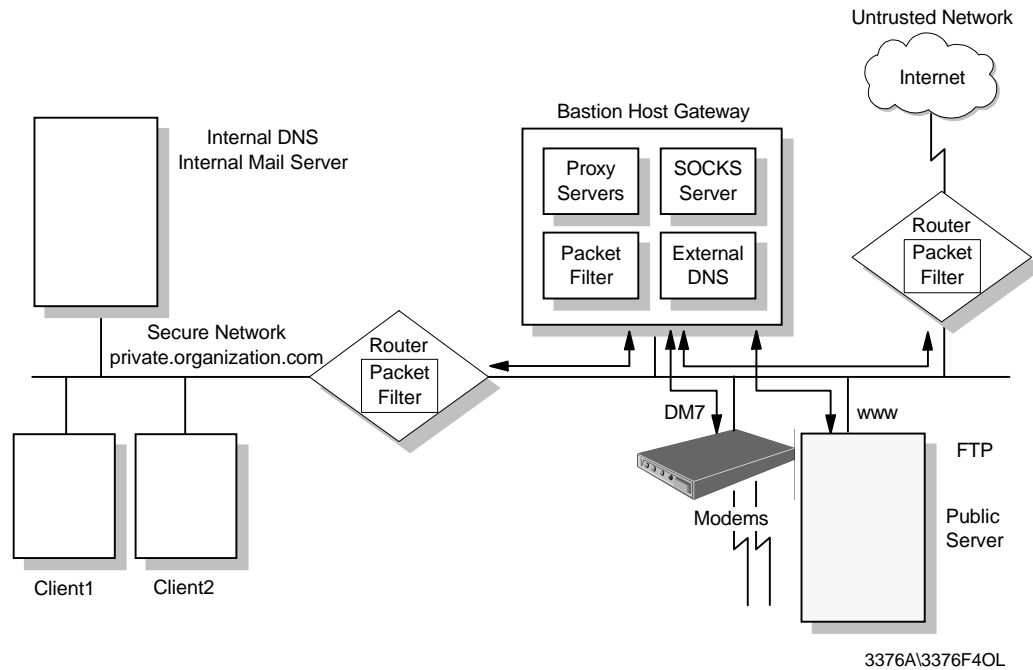 Untrusted Network
Internet
Bastion Host Gateway
Internal DNS
Internal Mail Server
Proxy
Servers
SOCKS
Server
Packet
Filter
External
DNS
Router
Packet
Filter
Secure Network
private.organization.com
Router
Packet
Filter
DM7
www
FTP
Modems
Public
Server
Client1
Client2
3376A\3376F4OL